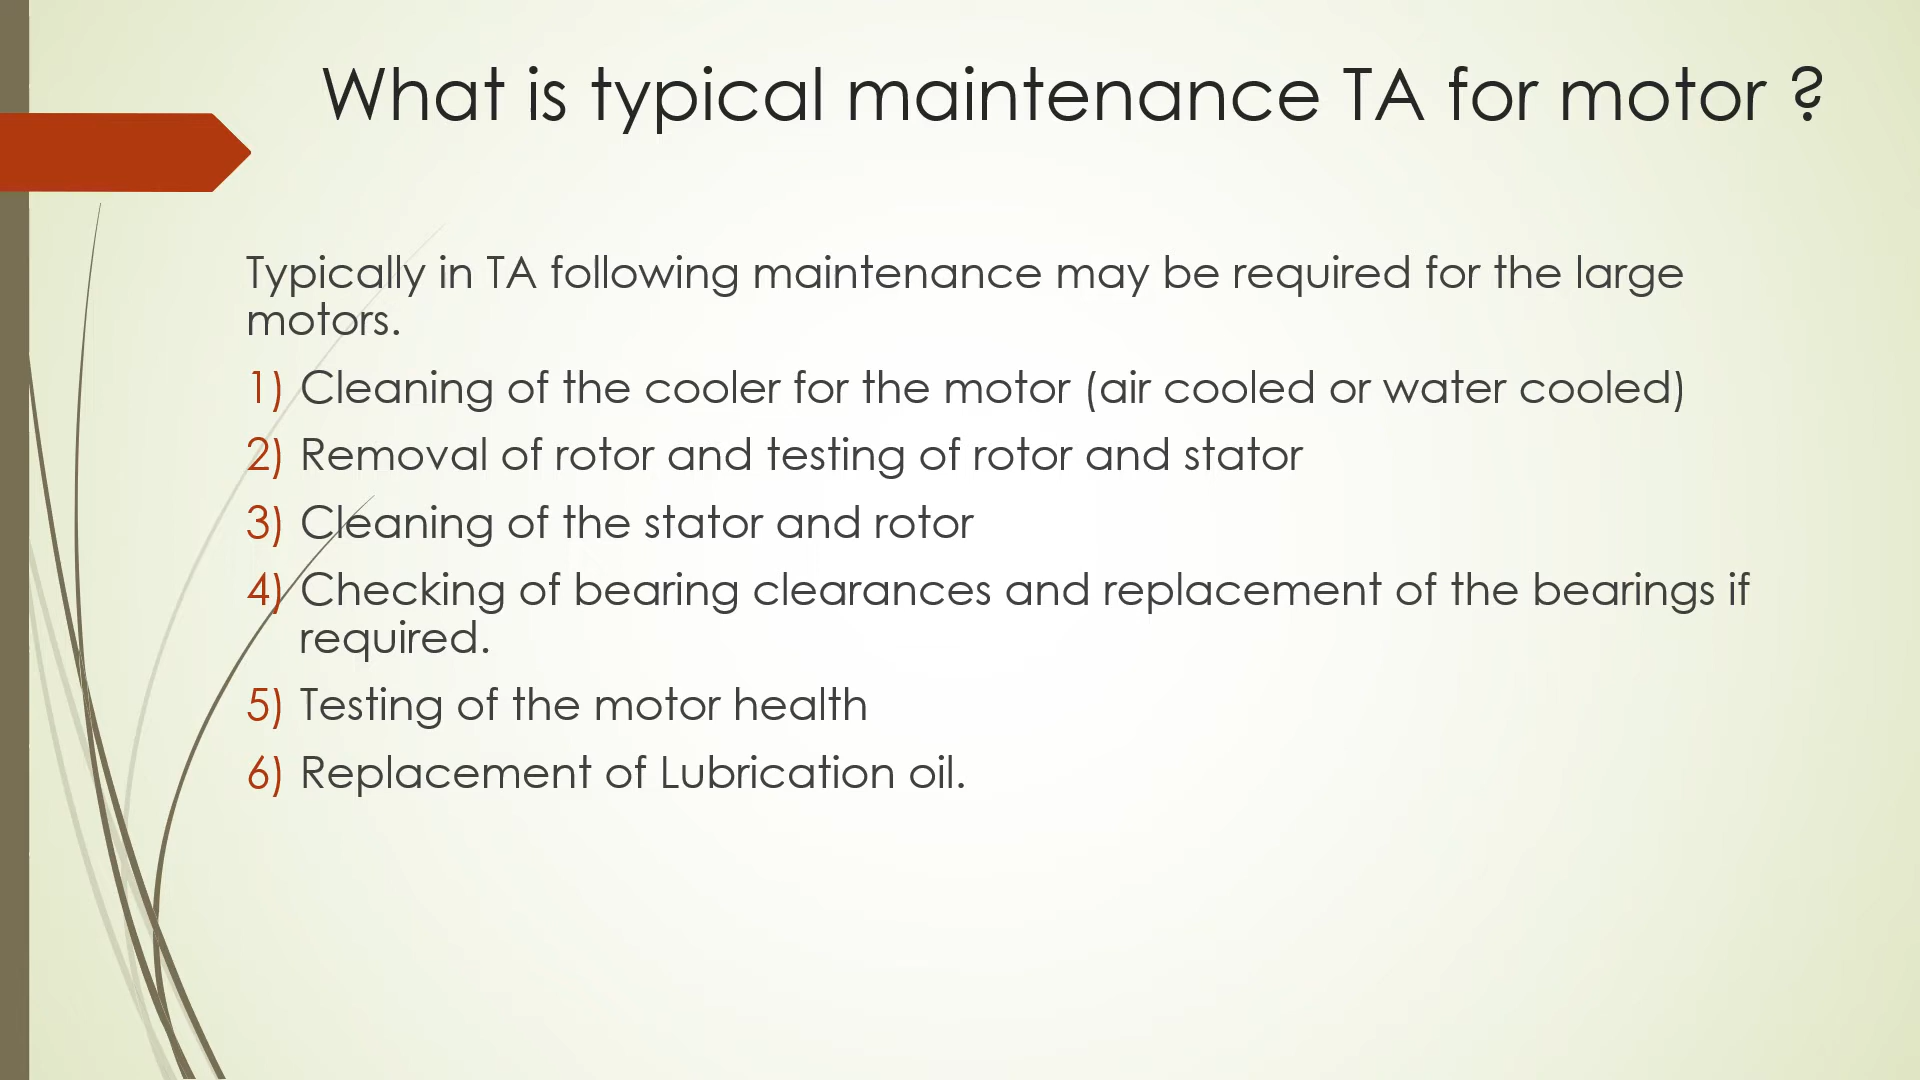 What is typical maintenance TA for motor ?
Typically in TA following maintenance may be required for the large
motors.
1) Cleaning of the cooler for the motor (air cooled or water cooled)
2) Removal of rotor and testing of rotor and stator
3) Cleaning of the stator and rotor
4) Checking of bearing clearances and replacement of the bearings if
required.
5) Testing of the motor health
6) Replacement of Lubrication oil.